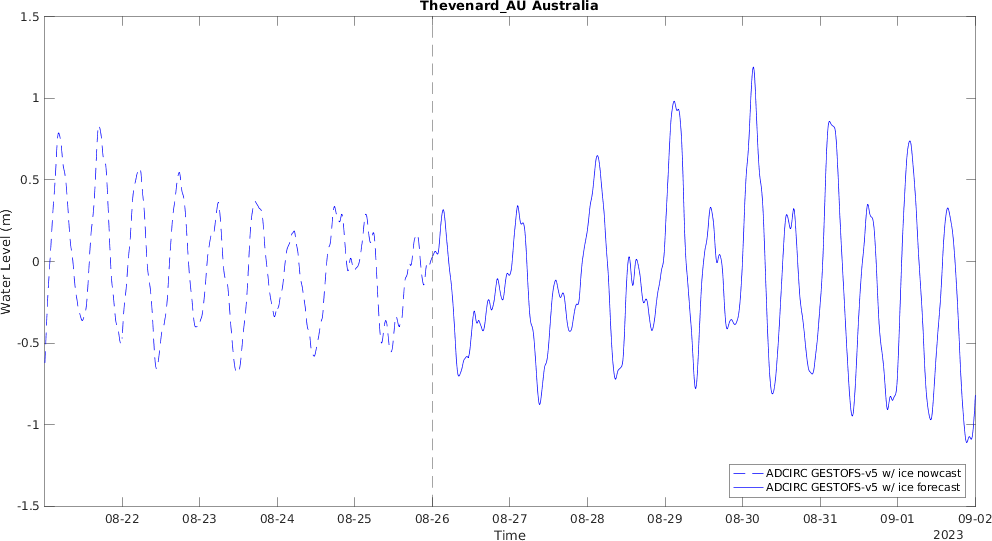 Thevenard_AU Australia
Water Level (m)
1.5
1
0.5
0
-0.5
-1
-1.5
ADCIRC GESTOFS-v5 w/ ice nowcast
ADCIRC GESTOFS-v5 w/ ice forecast
08-22 08-23 08-24 08-25 08-26 08-27 08-28 08-29 08-30 08-31 09-01 09-02
Time
2023